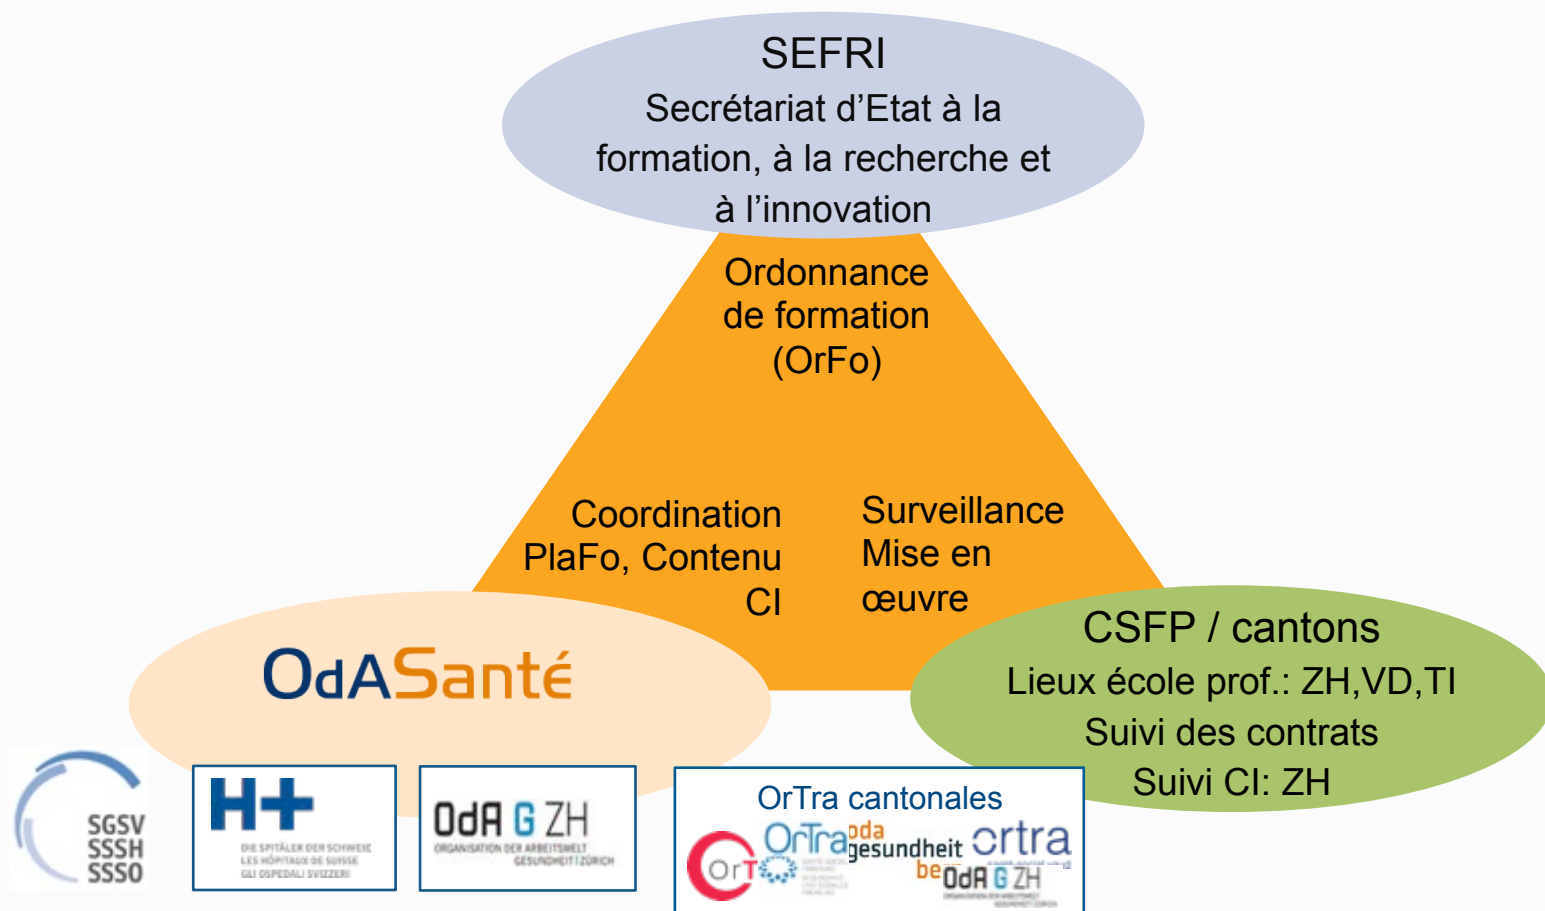 SEFRI
Secrétariat d’Etat à la
formation, à la recherche et
à l’innovation
Ordonnance
de formation
(OrFo)
Coordination
PlaFo, Contenu
CI
Surveillance
Mise en
œuvre
OdASanté
CSFP / cantons
Lieux école prof.: ZH,VD,TI
Suivi des contrats
Suivi CI: ZH
SGSV
SSSH
SSSO
H+
DIE SPITÄLER DER SCHWEIZ
LES HÔPITAUX DE SUISSE
GLI OSPEDALI SVIZZERI
OdA G ZH
ORGANISATION DER ARBEITSWELT
GESUNDHEIT ZÜRICH
OrTra cantonales
OrT
OrTra
oda
gesundheit
be
ortra
OdA G ZH